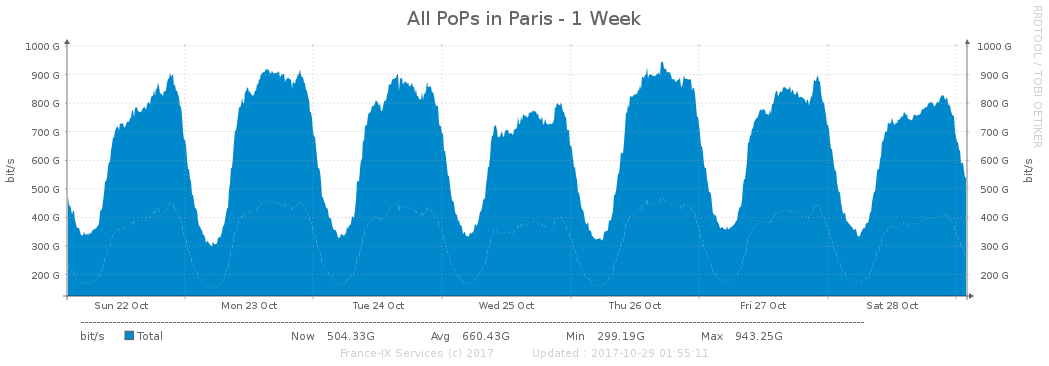 All PoPs in Paris - 1 Week
RRDTOOL / TOBI OETIKER
bit/s
1000 G
900 G
800 G
700 G
600 G
500 G
400 G
300 G
200 G
1000 G
900 G
800 G
700 G
600 G
500 G
400 G
300 G
200 G
bit/s
Sun 22 Oct Mon 23 Oct Tue 24 Oct Wed 25 Oct Thu 26 Oct Fri 27 Oct Sat 28 Oct
bit/s Total Now 504.33G Avg 660.43G Min 299.19G Max 943.25G
France-IX Services (c) 2017 Updated : 2017-10-29 01:55:11